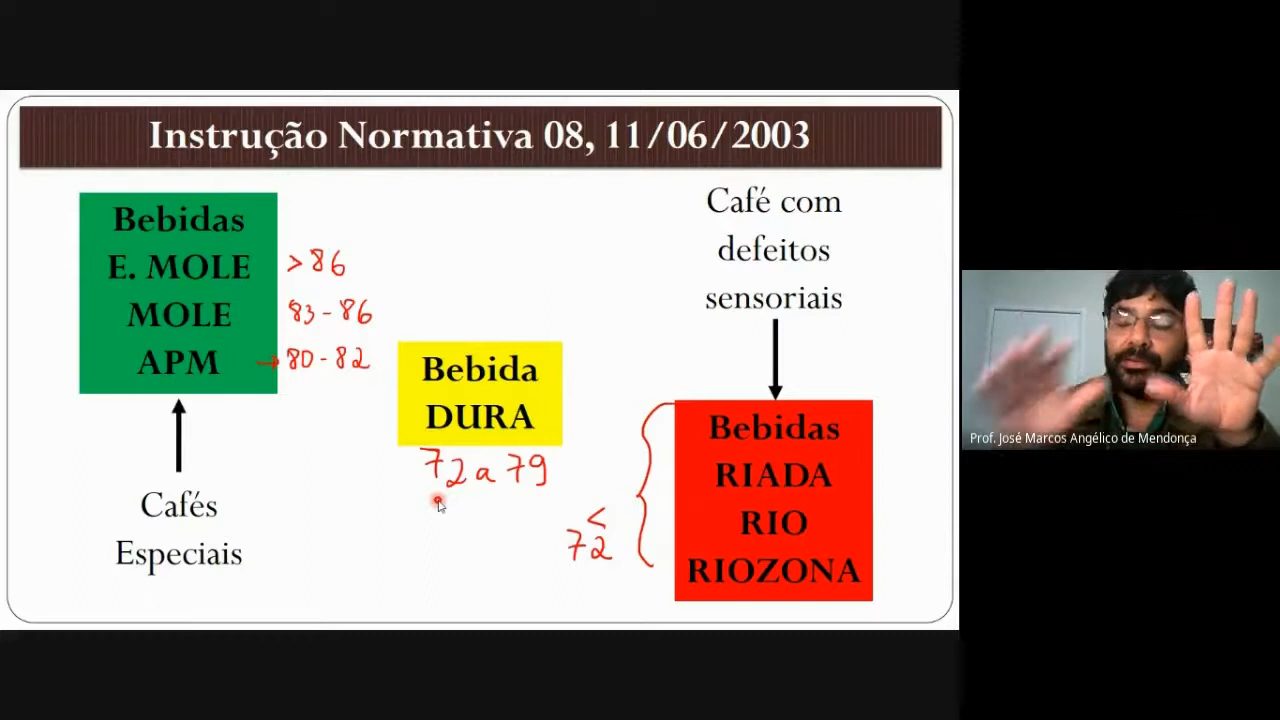 Instrução Normativa 08, 11/06/2003
Bebidas
E. MOLE
MOLE
APM
> 86
83 - 86
→ 80 - 82
Cafés
Especiais
Bebida
DURA
72 a 79
Café com
defeitos
sensoriais
<
72
Bebidas
RIADA
RIO
RIOZONA
Prof. José Marcos Angélico de Mendonça